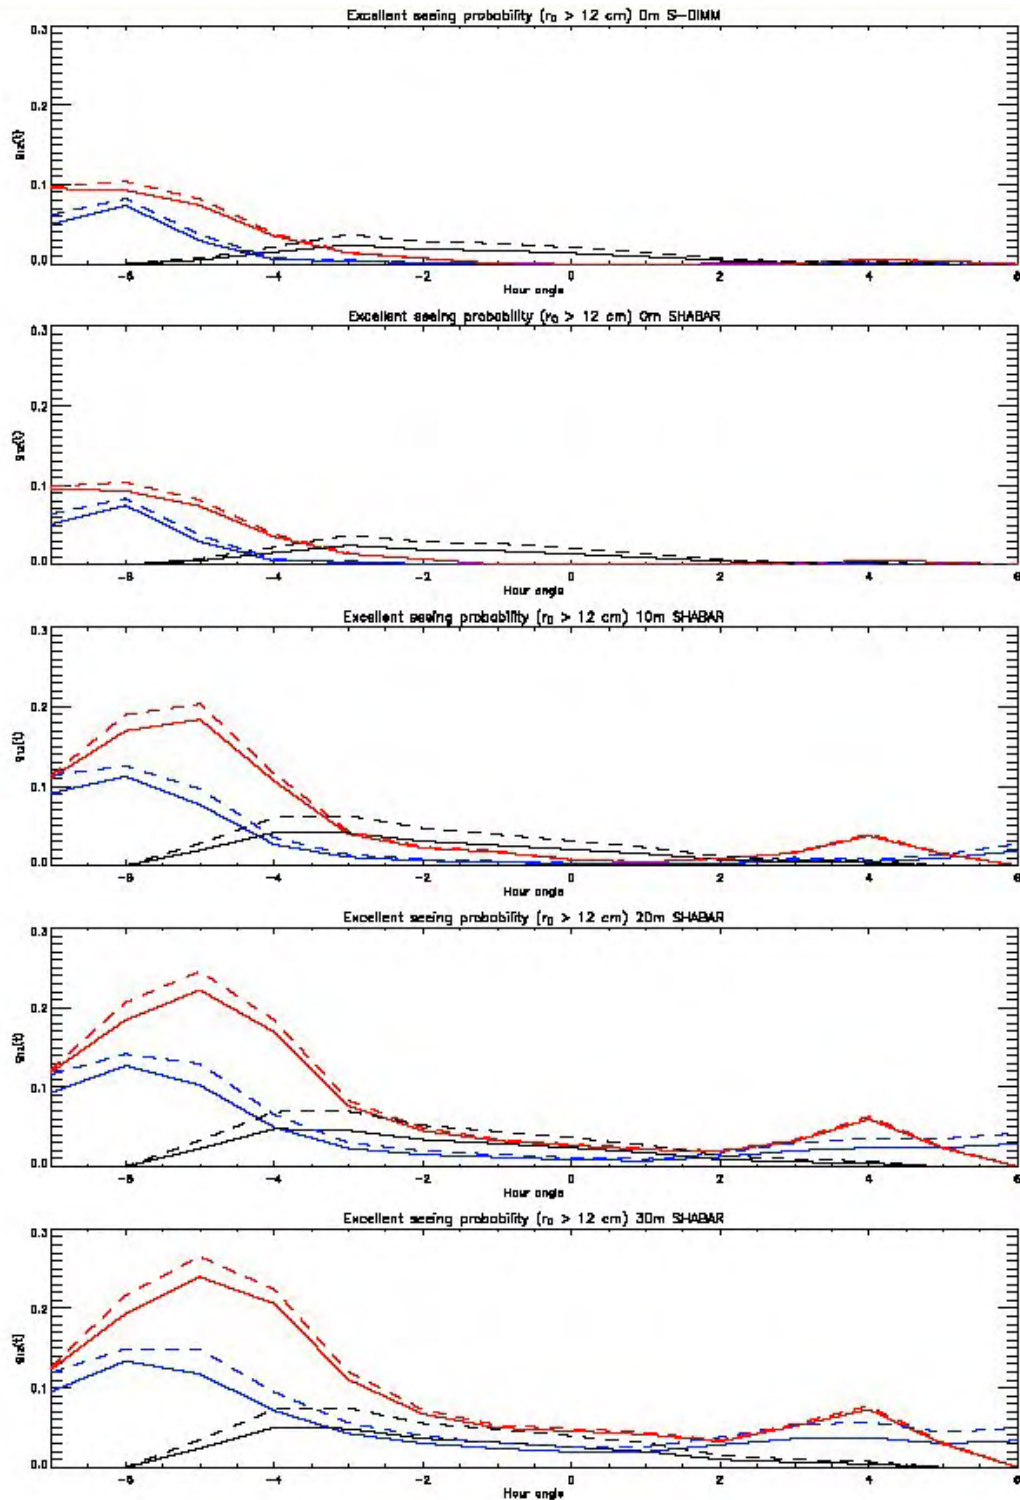 Excellent seeing probability (r₀ > 12 cm) 0m S-DIMM
0.3
0.2
0.1
0.0
g₁₂(t)
-6 -4 -2 0 2 4 6
Hour angle
Excellent seeing probability (r₀ > 12 cm) 0m SHABAR
0.3
0.2
0.1
0.0
g₁₂(t)
-6 -4 -2 0 2 4 6
Hour angle
Excellent seeing probability (r₀ > 12 cm) 10m SHABAR
0.3
0.2
0.1
0.0
g₁₂(t)
-6 -4 -2 0 2 4 6
Hour angle
Excellent seeing probability (r₀ > 12 cm) 20m SHABAR
0.3
0.2
0.1
0.0
g₁₂(t)
-6 -4 -2 0 2 4 6
Hour angle
Excellent seeing probability (r₀ > 12 cm) 30m SHABAR
0.3
0.2
0.1
0.0
g₁₂(t)
-6 -4 -2 0 2 4 6
Hour angle